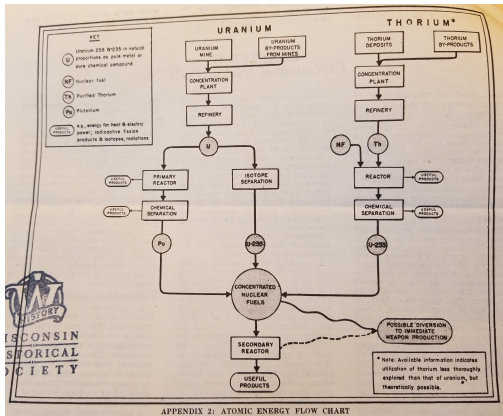 URANIUM
THORIUM*
KEY
U
Uranium 238 & 235 in natural
proportions as pure metal or
pure chemical compound
NF
Nuclear fuel
Th
Purified Thorium
Pu
Plutonium
USEFUL
PRODUCTS
e.g., energy for heat & electric
power; radioactive fission
products & isotopes; radiations
URANIUM
MINE
URANIUM
BY-PRODUCTS
FROM MINES
CONCENTRATION
PLANT
REFINERY
U
THORIUM
DEPOSITS
THORIUM
BY-PRODUCTS
CONCENTRATION
PLANT
REFINERY
NF
Th
USEFUL
PRODUCTS
PRIMARY
REACTOR
ISOTOPE
SEPARATION
REACTOR
USEFUL
PRODUCTS
USEFUL
PRODUCTS
CHEMICAL
SEPARATION
CHEMICAL
SEPARATION
USEFUL
PRODUCTS
Pu
U-235
U-233
CONCENTRATED
NUCLEAR
FUELS
POSSIBLE DIVERSION
TO IMMEDIATE
WEAPON PRODUCTION
SECONDARY
REACTOR
USEFUL
PRODUCTS
* Note: Available information indicates
utilization of thorium less thoroughly
explored than that of uranium, but
theoretically possible.
W
HISTORY
ISCONSIN
STORICAL
OCIETY
APPENDIX 2: ATOMIC ENERGY FLOW CHART